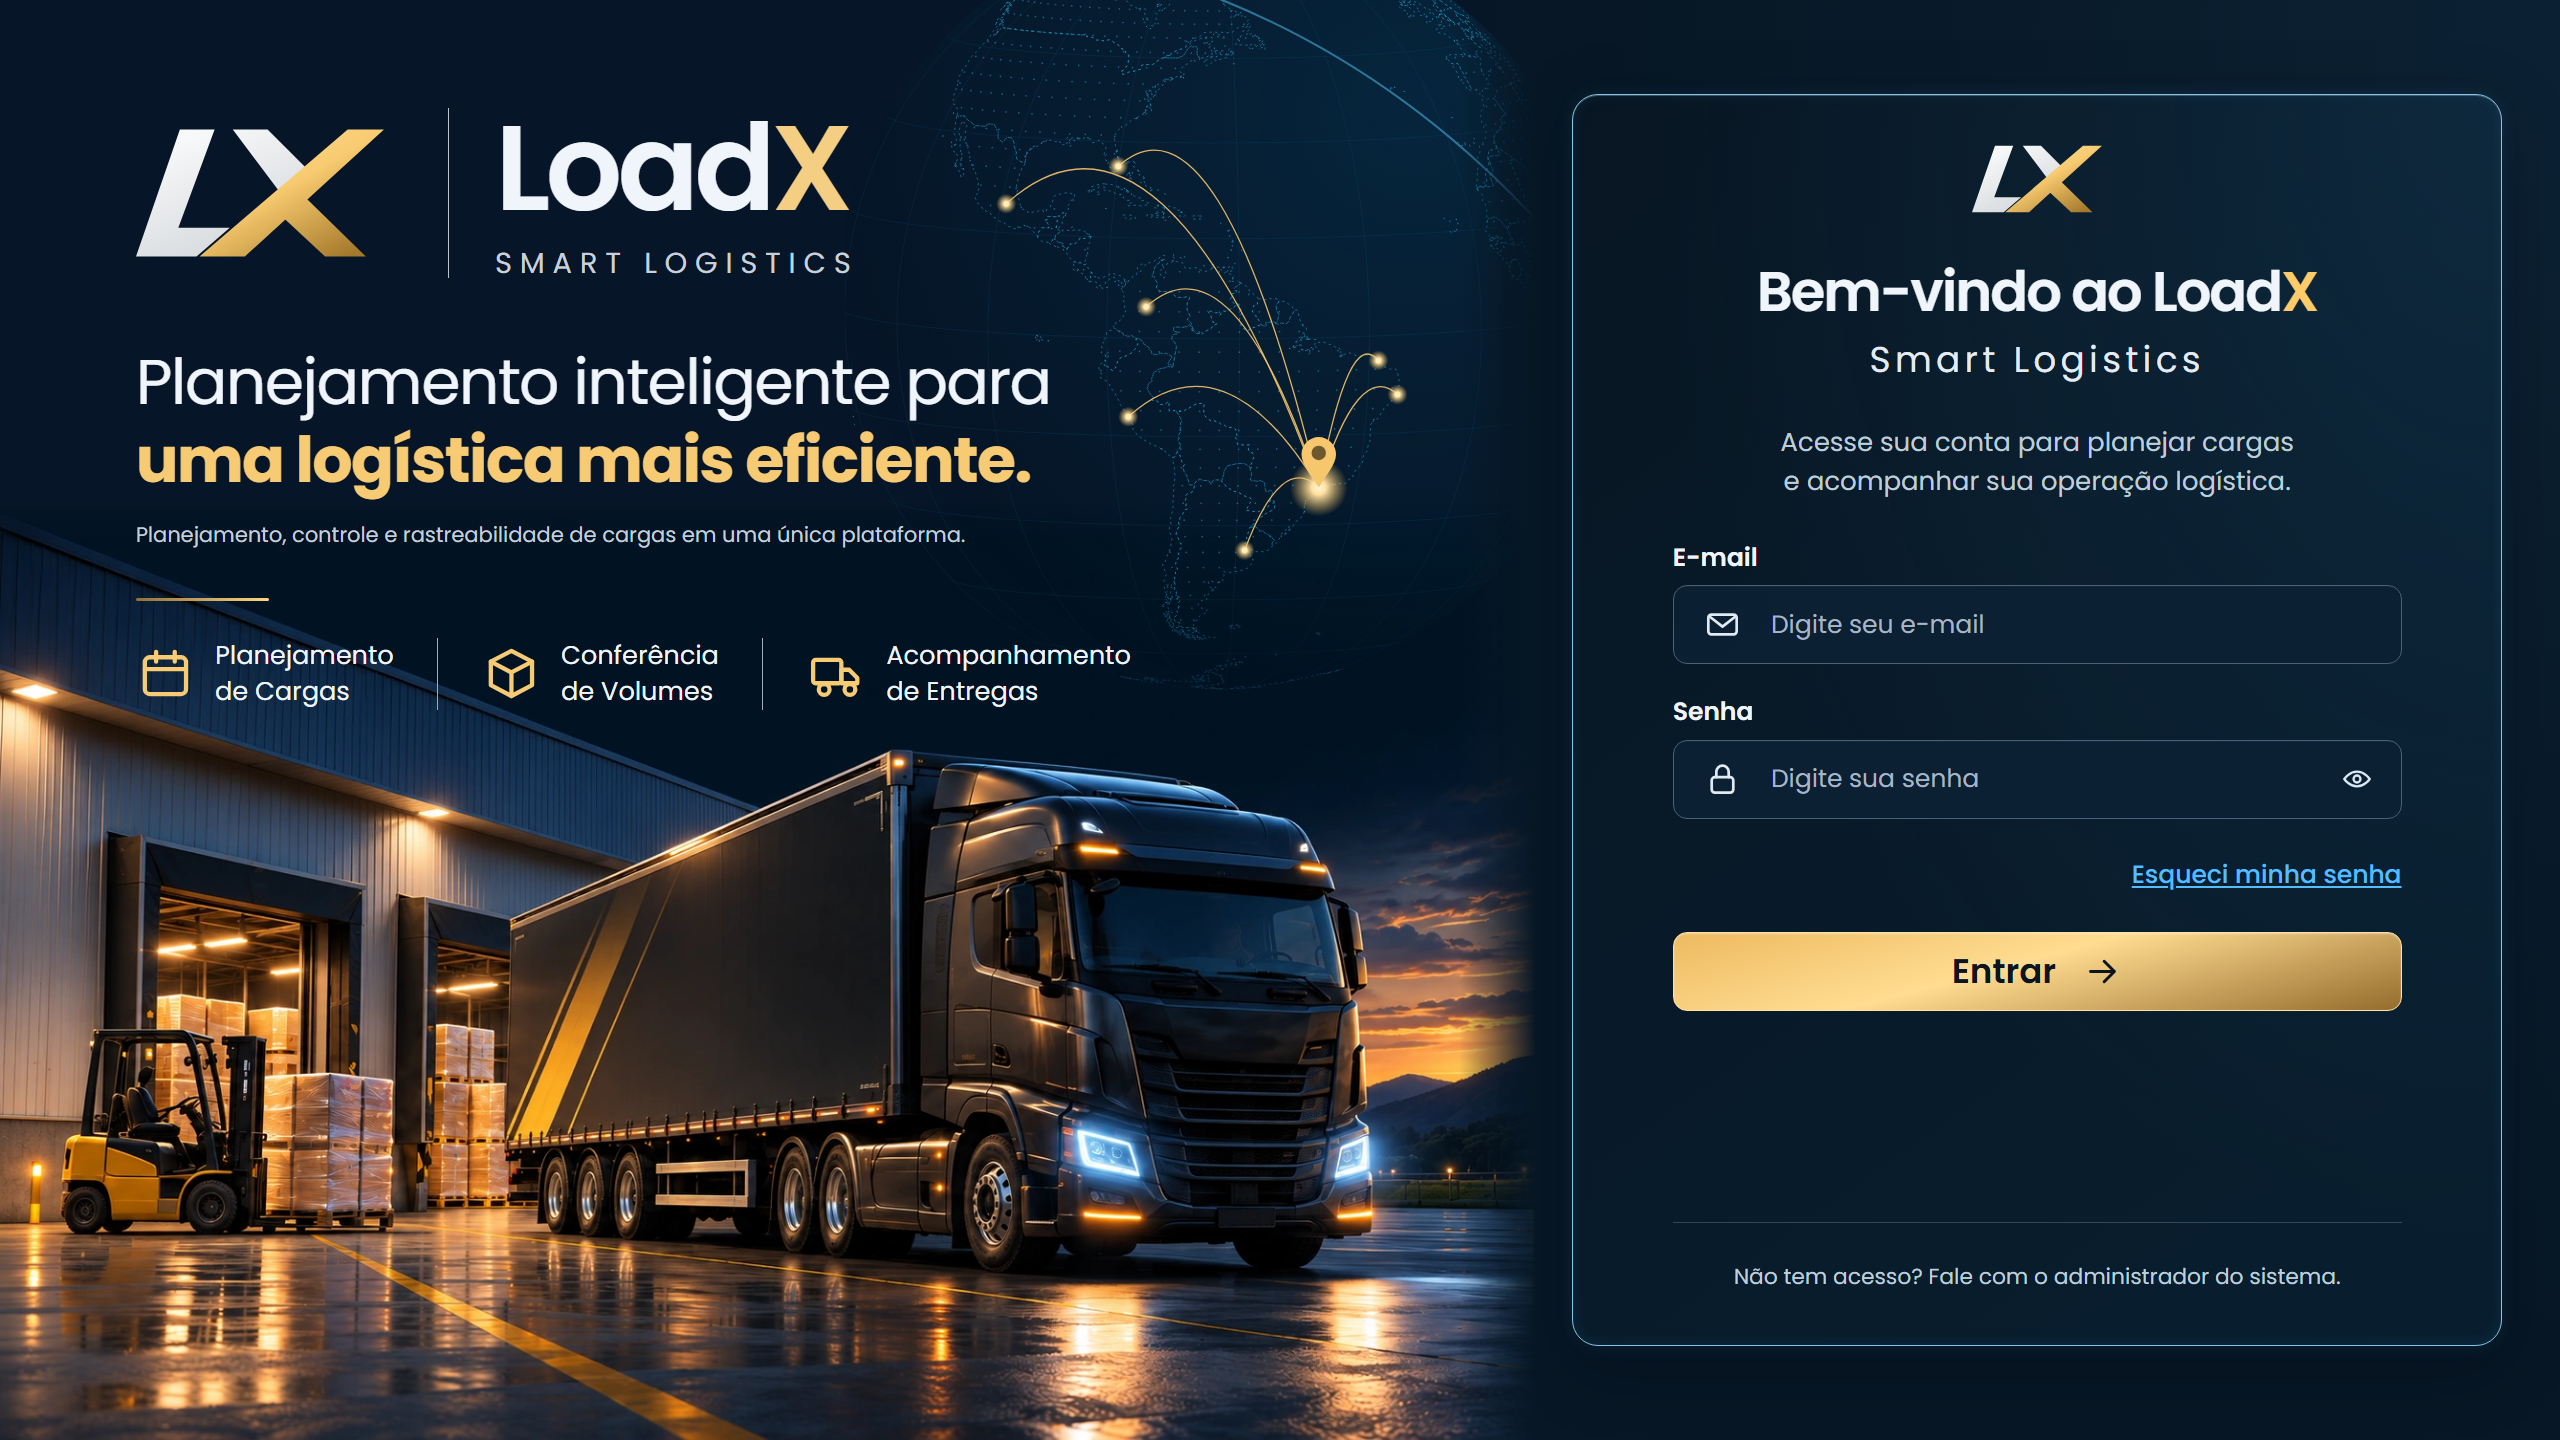 LX
LoadX
SMART LOGISTICS
Planejamento inteligente para
uma logística mais eficiente.
Planejamento, controle e rastreabilidade de cargas em uma única plataforma.
Planejamento
de Cargas
Conferência
de Volumes
Acompanhamento
de Entregas
LX
Bem-vindo ao LoadX
Smart Logistics
Acesse sua conta para planejar cargas
e acompanhar sua operação logística.
E-mail
Digite seu e-mail
Senha
Digite sua senha
Esqueci minha senha
Entrar →
Não tem acesso? Fale com o administrador do sistema.